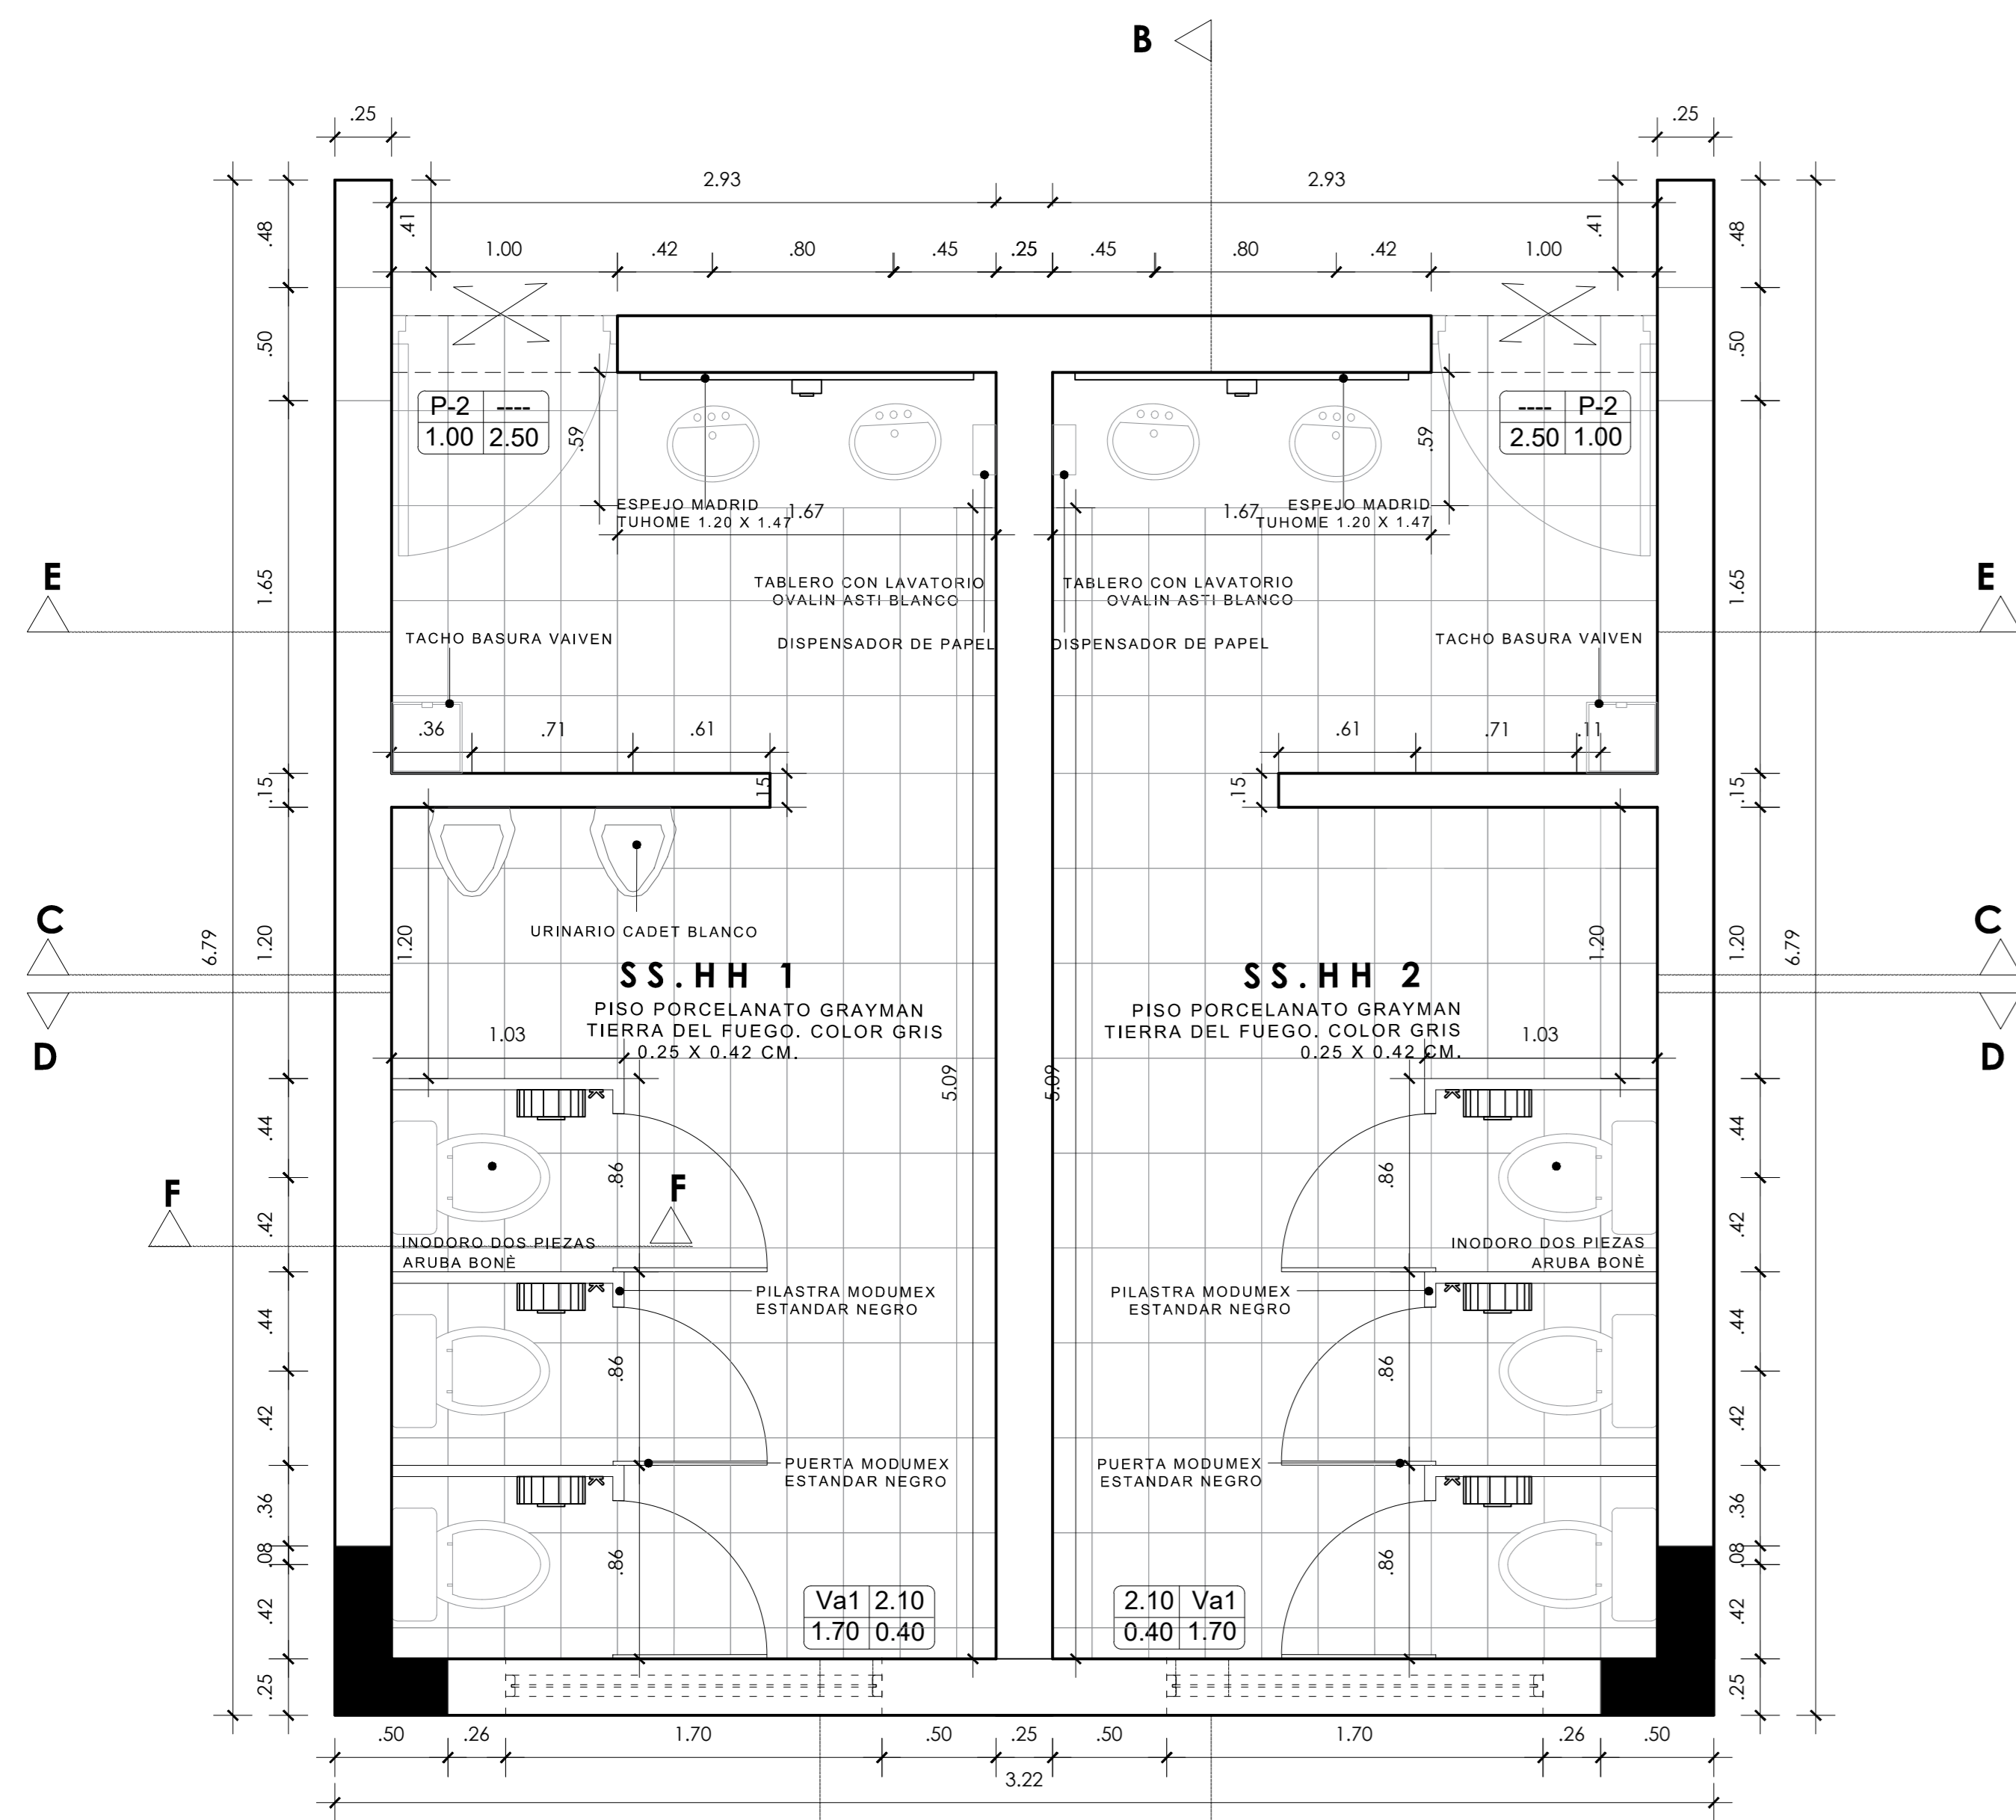 B
.25
.25
2.93
2.93
.41
.41
.48
.48
1.00
.42
.80
.45
.25
.45
.80
.42
1.00
.50
.50
P-2 ----
1.00 2.50
---- P-2
2.50 1.00
.59
.59
ESPEJO MADRID
TUHOME 1.20 X 1.47
1.67
ESPEJO MADRID
TUHOME 1.20 X 1.47
1.67
E
E
1.65
1.65
TABLERO CON LAVATORIO
OVALIN ASTI BLANCO
TABLERO CON LAVATORIO
OVALIN ASTI BLANCO
TACHO BASURA VAIVEN
DISPENSADOR DE PAPEL
DISPENSADOR DE PAPEL
TACHO BASURA VAIVEN
.36
.71
.61
.61
.71
.11
.15
.15
.15
.15
URINARIO CADET BLANCO
C
C
6.79
1.20
1.20
1.20
1.20
6.79
SS.HH 1
PISO PORCELANATO GRAYMAN
TIERRA DEL FUEGO. COLOR GRIS
0.25 X 0.42 CM.
SS.HH 2
PISO PORCELANATO GRAYMAN
TIERRA DEL FUEGO. COLOR GRIS
0.25 X 0.42 CM.
D
D
1.03
1.03
5.09
5.09
.44
.44
.86
.86
F
F
.42
.42
INODORO DOS PIEZAS
ARUBA BONÈ
INODORO DOS PIEZAS
ARUBA BONÈ
PILASTRA MODUMEX
ESTANDAR NEGRO
PILASTRA MODUMEX
ESTANDAR NEGRO
.44
.44
.86
.86
.42
.42
PUERTA MODUMEX
ESTANDAR NEGRO
PUERTA MODUMEX
ESTANDAR NEGRO
.36
.36
.08
.08
.86
.86
.42
.42
Va1 2.10
1.70 0.40
2.10 Va1
0.40 1.70
.25
.25
.50
.26
1.70
.50
.25
.50
1.70
.26
.50
3.22